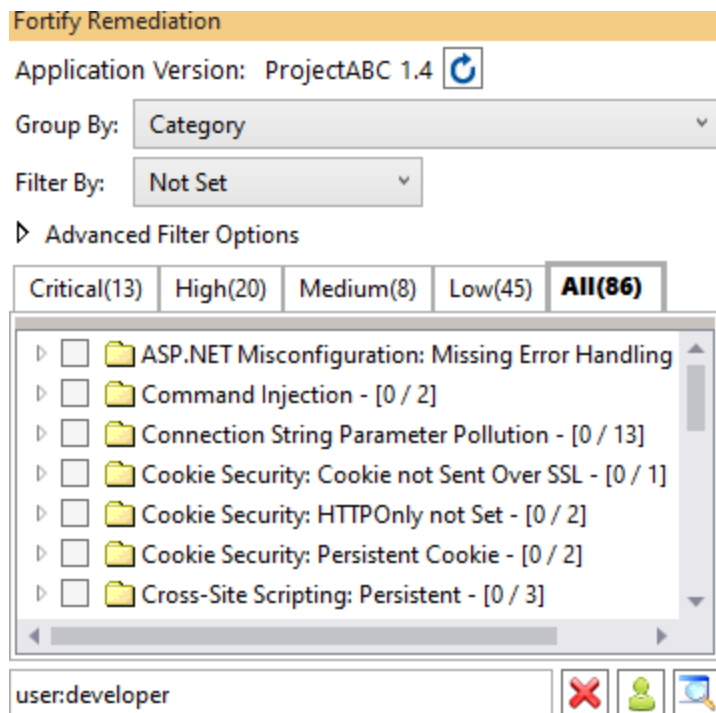 Fortify Remediation
Application Version: ProjectABC 1.4
Group By: Category
Filter By: Not Set
Advanced Filter Options
Critical(13) High(20) Medium(8) Low(45) All(86)
ASP.NET Misconfiguration: Missing Error Handling
Command Injection - [0 / 2]
Connection String Parameter Pollution - [0 / 13]
Cookie Security: Cookie not Sent Over SSL - [0 / 1]
Cookie Security: HTTPOnly not Set - [0 / 2]
Cookie Security: Persistent Cookie - [0 / 2]
Cross-Site Scripting: Persistent - [0 / 3]
user:developer